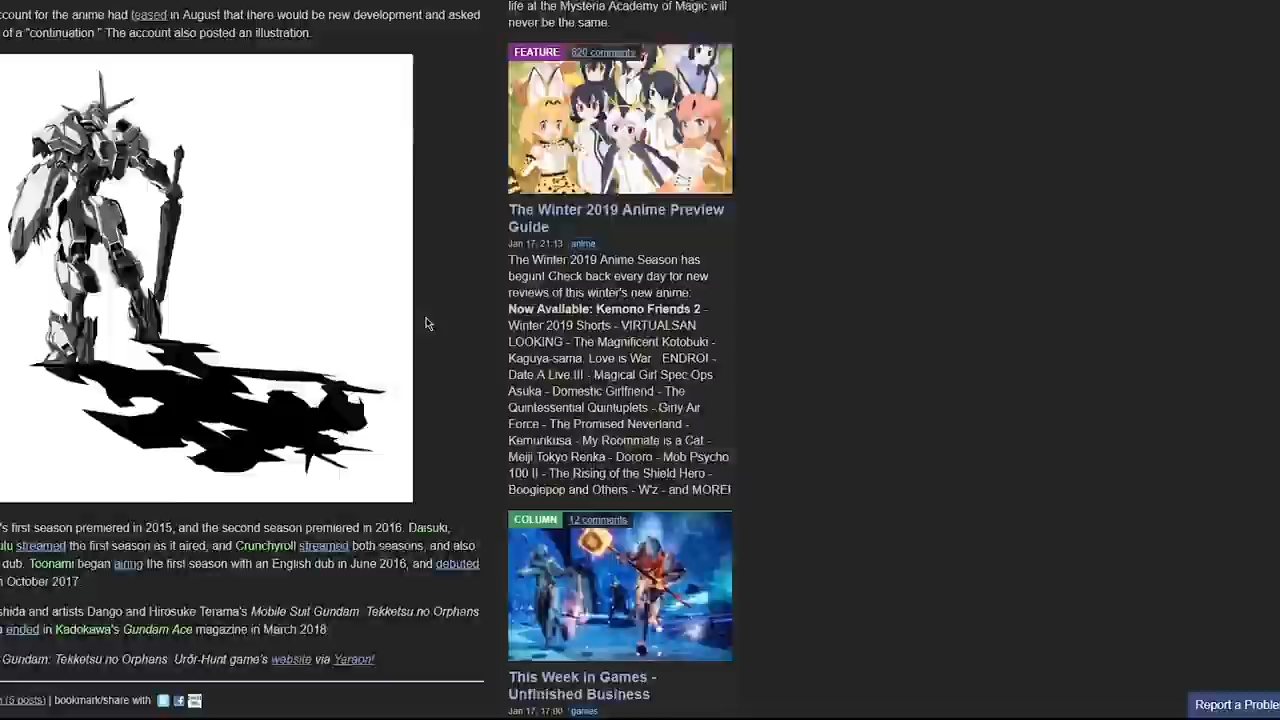 ccount for the anime had teased in August that there would be new development and asked
of a "continuation." The account also posted an illustration.
's first season premiered in 2015, and the second season premiered in 2016. Daisuki,
ulu streamed the first season as it aired, and Crunchyroll streamed both seasons, and also
dub. Toonami began airing the first season with an English dub in June 2016, and debuted
n October 2017.
shida and artists Dango and Hirosuke Terama's Mobile Suit Gundam Tekketsu no Orphans
ended in Kadokawa's Gundam Ace magazine in March 2018
Gundam: Tekketsu no Orphans Urðr-Hunt game's website via Yaraon!
n (5 posts) | bookmark/share with
life at the Mysteria Academy of Magic will
never be the same.
FEATURE 820 comments
The Winter 2019 Anime Preview
Guide
Jan 17, 21:13 anime
The Winter 2019 Anime Season has
begun! Check back every day for new
reviews of this winter's new anime.
Now Available: Kemono Friends 2 -
Winter 2019 Shorts - VIRTUALSAN
LOOKING - The Magnificent Kotobuki -
Kaguya-sama. Love is War ENDRO! -
Date A Live III - Magical Girl Spec Ops
Asuka - Domestic Girlfriend - The
Quintessential Quintuplets - Girly Air
Force - The Promised Neverland -
Kemurikusa - My Roommate is a Cat -
Meiji Tokyo Renka - Dororo - Mob Psycho
100 II - The Rising of the Shield Hero -
Boogiepop and Others - W'z - and MORE!
COLUMN 12 comments
This Week in Games -
Unfinished Business
Jan 17, 17:00 games
Report a Proble